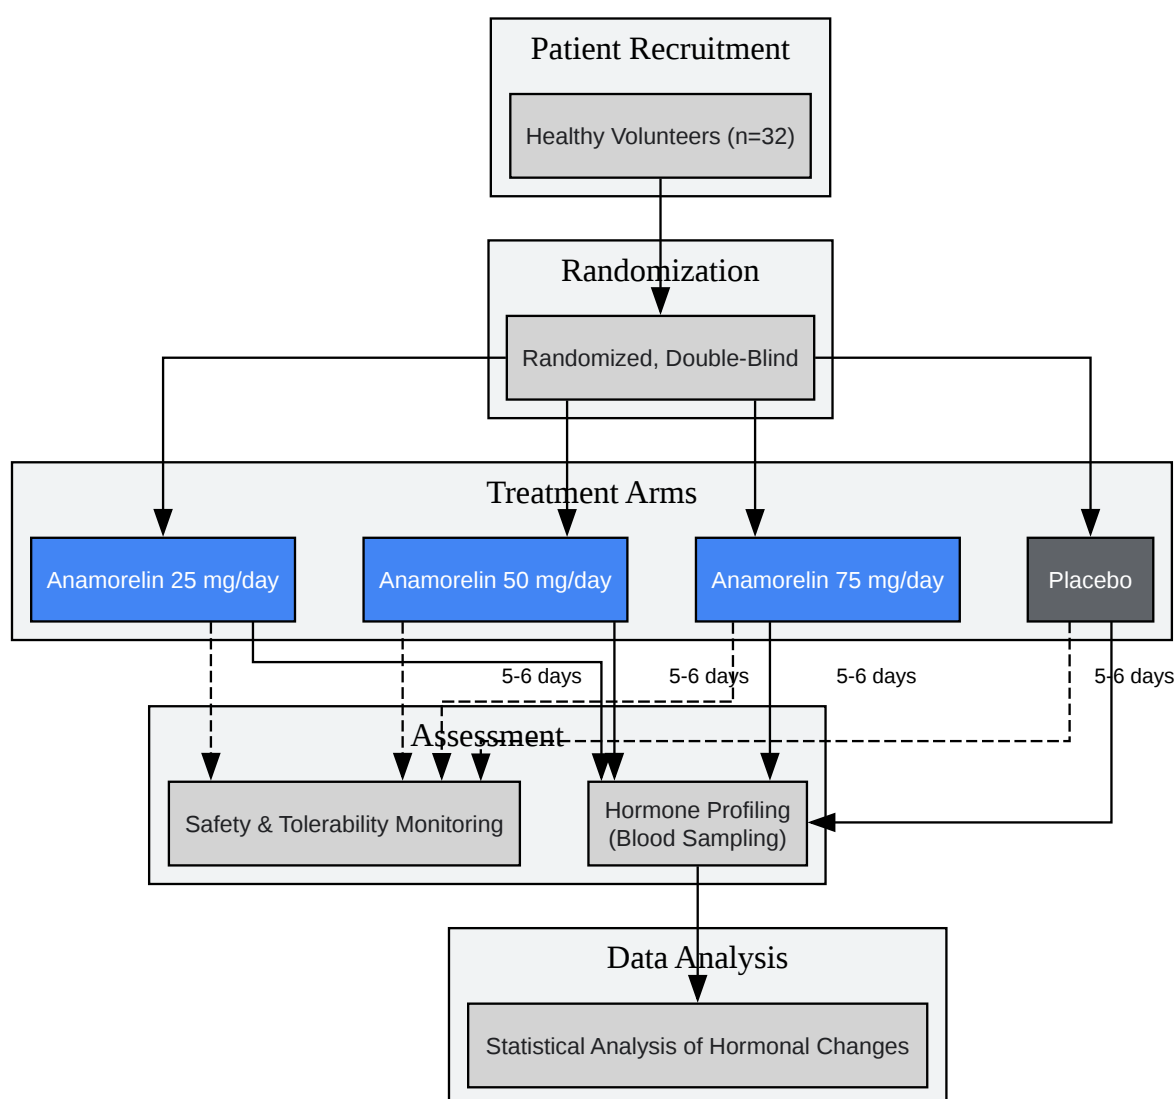 Patient Recruitment
Healthy Volunteers (n=32)
Randomization
Randomized, Double-Blind
Treatment Arms
Anamorelin 25 mg/day
Anamorelin 50 mg/day
Anamorelin 75 mg/day
Placebo
5-6 days
5-6 days
5-6 days
5-6 days
Assessment
Safety & Tolerability Monitoring
Hormone Profiling
(Blood Sampling)
Data Analysis
Statistical Analysis of Hormonal Changes